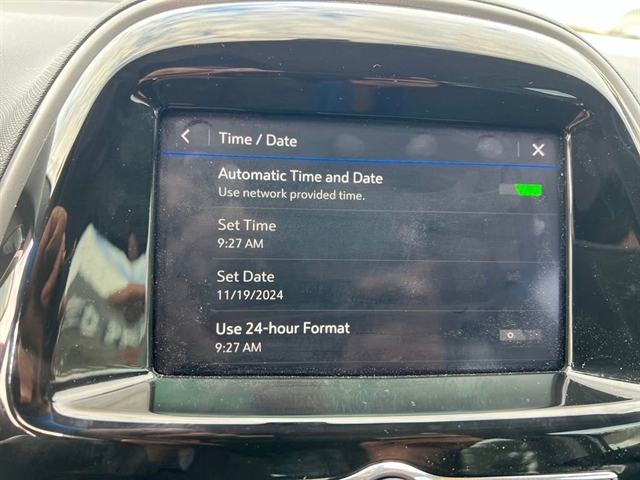 Time / Date
Automatic Time and Date
Use network provided time.
Set Time
9:27 AM
Set Date
11/19/2024
Use 24-hour Format
9:27 AM